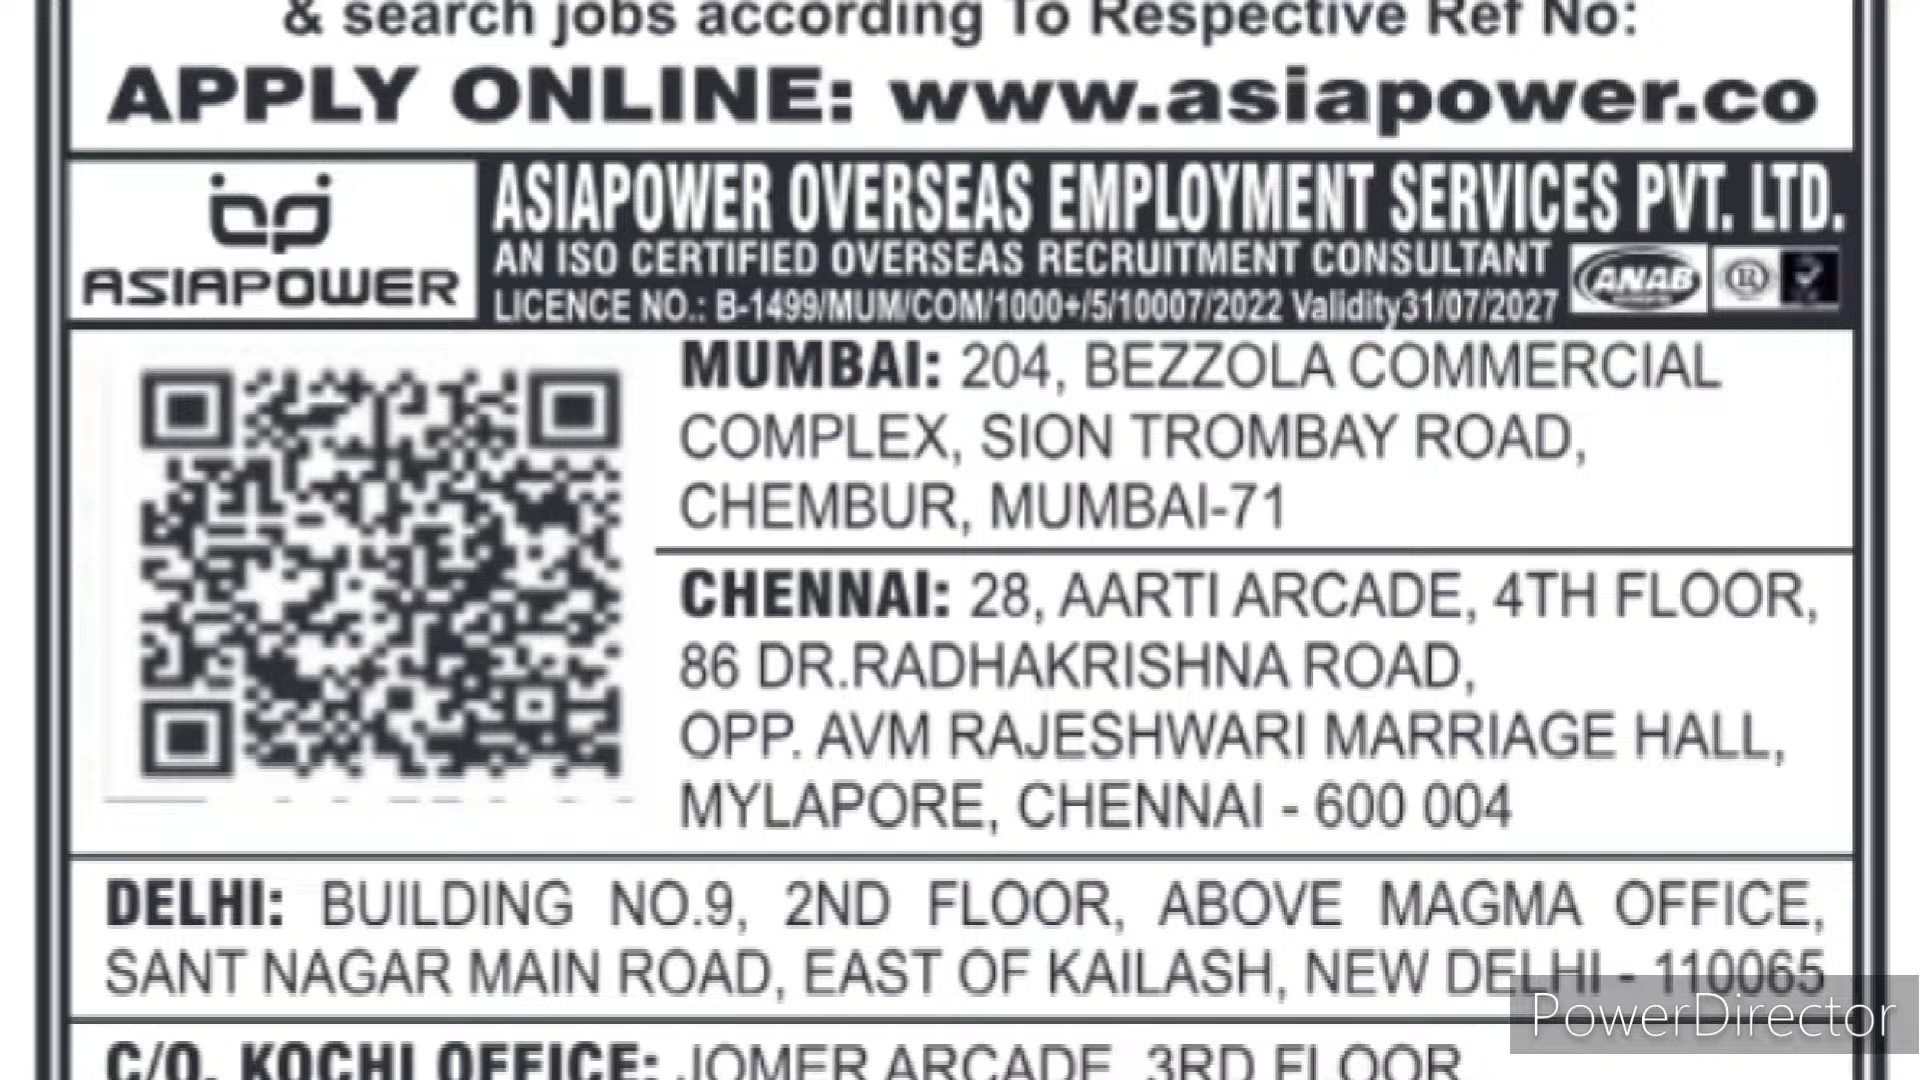 & search jobs according To Respective Ref No:
APPLY ONLINE: www.asiapower.co
ASIAPOWER
ASIAPOWER OVERSEAS EMPLOYMENT SERVICES PVT. LTD.
AN ISO CERTIFIED OVERSEAS RECRUITMENT CONSULTANT
LICENCE NO.: B-1499/MUM/COM/1000+/5/10007/2022 Validity31/07/2027
ANAB
R
MUMBAI: 204, BEZZOLA COMMERCIAL
COMPLEX, SION TROMBAY ROAD,
CHEMBUR, MUMBAI-71
CHENNAI: 28, AARTI ARCADE, 4TH FLOOR,
86 DR.RADHAKRISHNA ROAD,
OPP. AVM RAJESHWARI MARRIAGE HALL,
MYLAPORE, CHENNAI - 600 004
DELHI: BUILDING NO.9, 2ND FLOOR, ABOVE MAGMA OFFICE,
SANT NAGAR MAIN ROAD, EAST OF KAILASH, NEW DELHI - 110065
C/O. KOCHI OFFICE: JOMER ARCADE, 3RD FLOOR,
PowerDirector